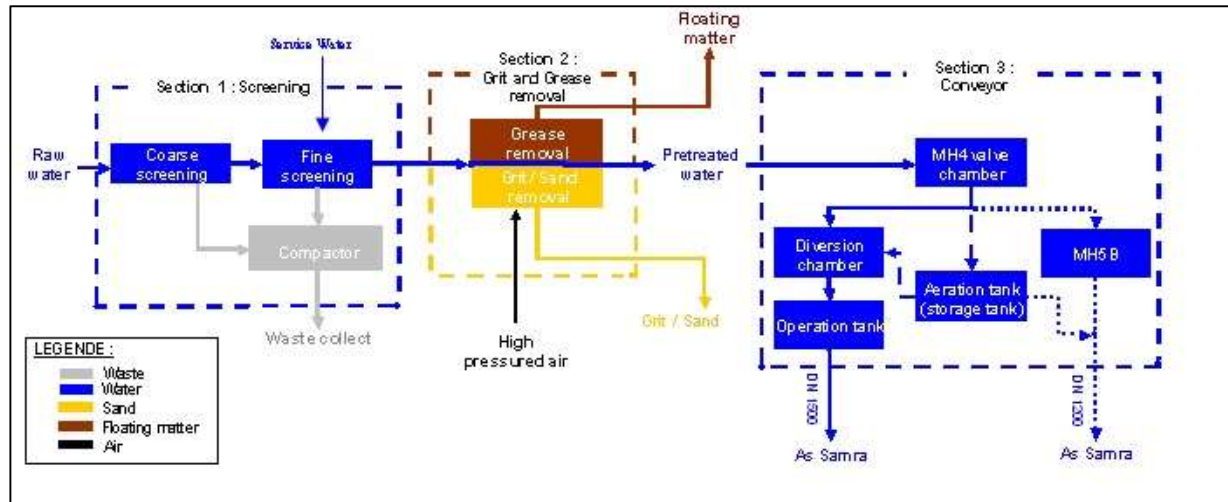 Floating
matter
Service Water
Section 1 : Screening
Section 2 :
Grit and Grease
removal
Section 3 :
Conveyor
Raw
water
Coarse
screening
Fine
screening
Grease
removal
Grit / Sand
removal
Pretreated
water
MH4 valve
chamber
Compactor
Diversion
chamber
MH5B
Aeration tank
(storage tank)
Operation tank
Waste collect
High
pressured air
Grit / Sand
DN 1500
DN 1200
As Samra
As Samra
LEGENDE :
Waste
Water
Sand
Floating matter
Air